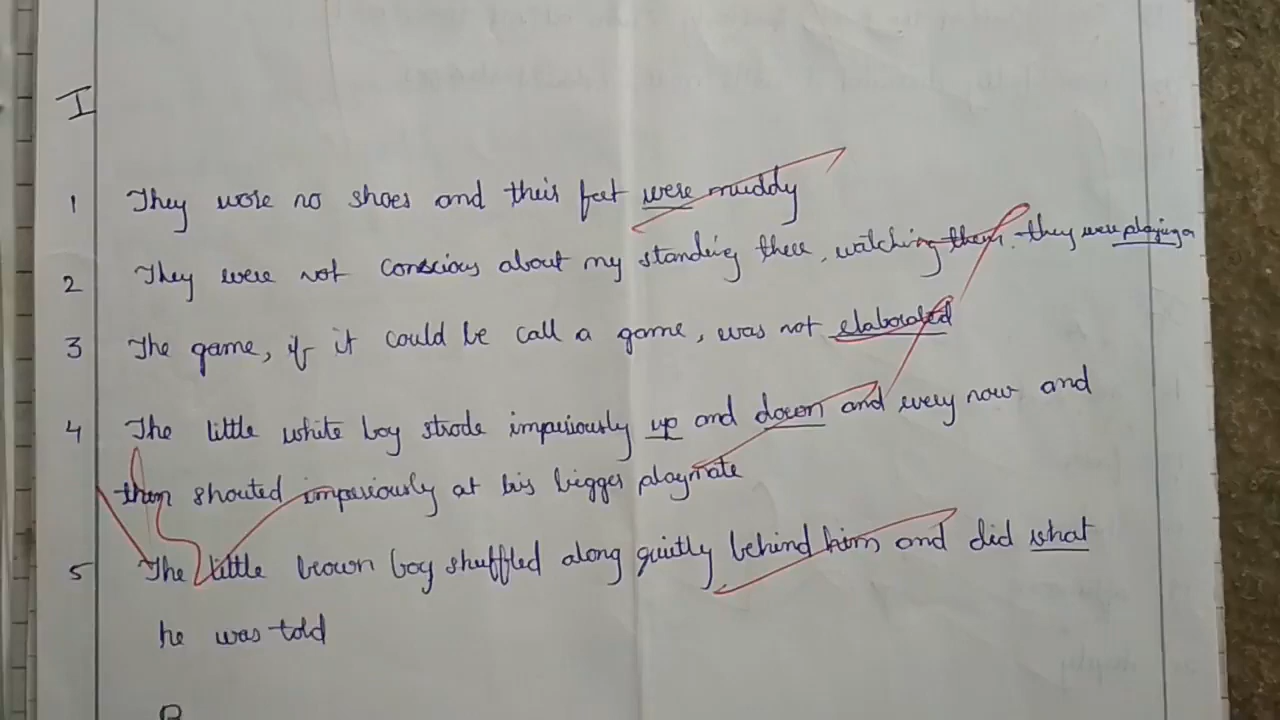 I
1 They wore no shoes and their feet were muddy
2 They were not conscious about my standing there, watching them. they were playing a
3 The game, if it could be call a game, was not elaborated
4 The little white boy strode imperiously up and down and every now and
then shouted imperiously at his bigger playmate
5 The little brown boy shuffled along quietly behind him and did what
he was told